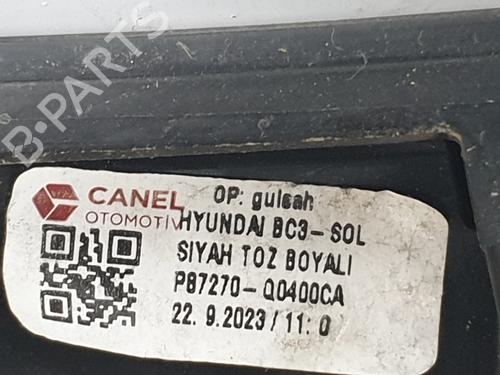 B-PARTS
CANEL
OTOMOTIV
OP: gulsah
HYUNDAI BC3-SOL
SIYAH TOZ BOYALI
P87270-Q0400CA
22. 9.2023 / 11: 0